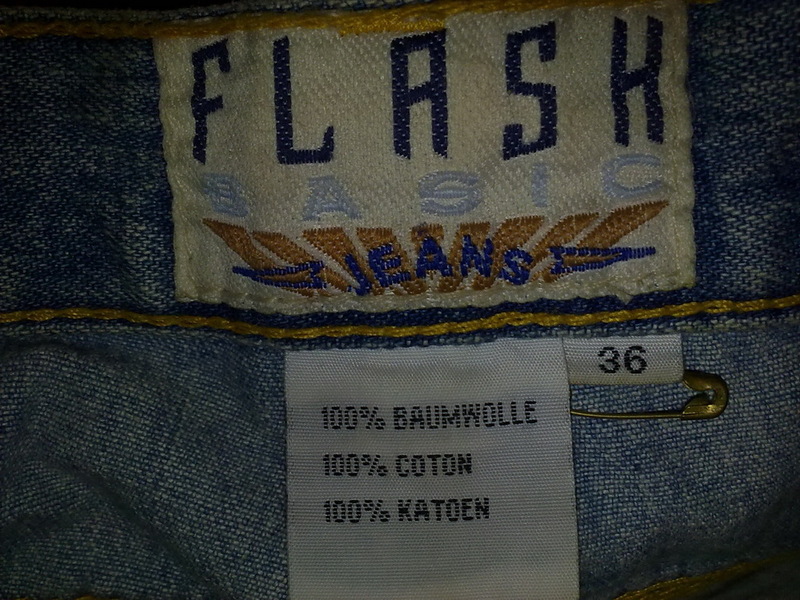 FLASH
BASIC
JEANS
36
100% BAUMWOLLE
100% COTON
100% KATOEN